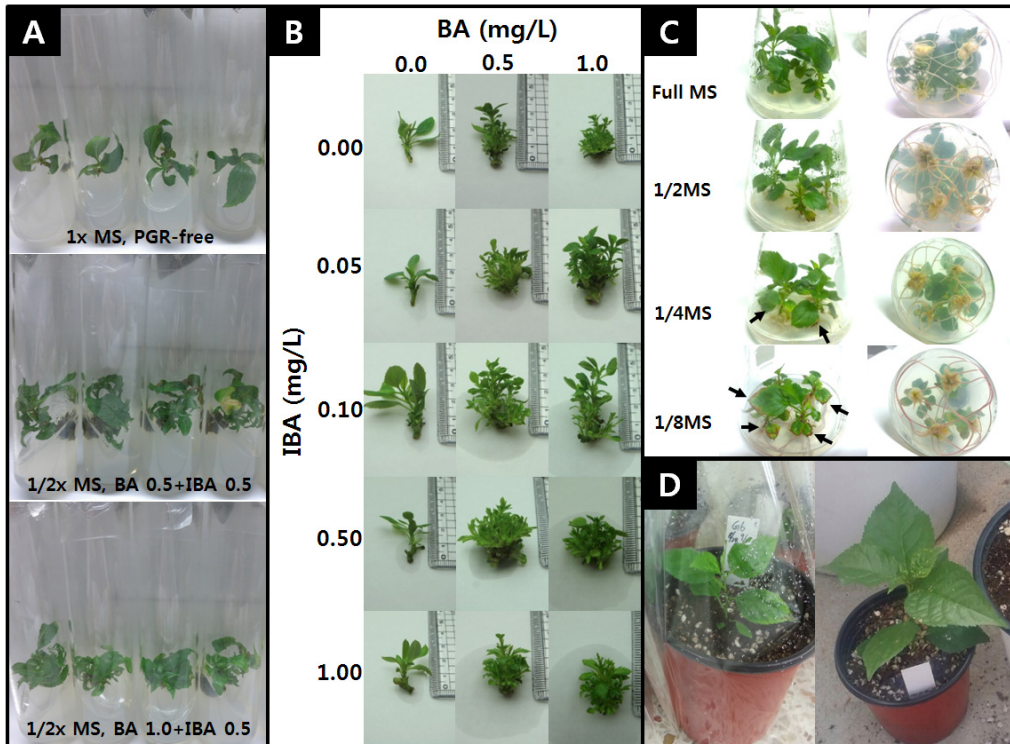 A
1x MS, PGR-free
1/2x MS, BA 0.5+IBA 0.5
1/2x MS, BA 1.0+IBA 0.5
B
BA (mg/L)
0.0 0.5 1.0
IBA (mg/L)
0.00
0.05
0.10
0.50
1.00
C
Full MS
1/2MS
1/4MS
1/8MS
D